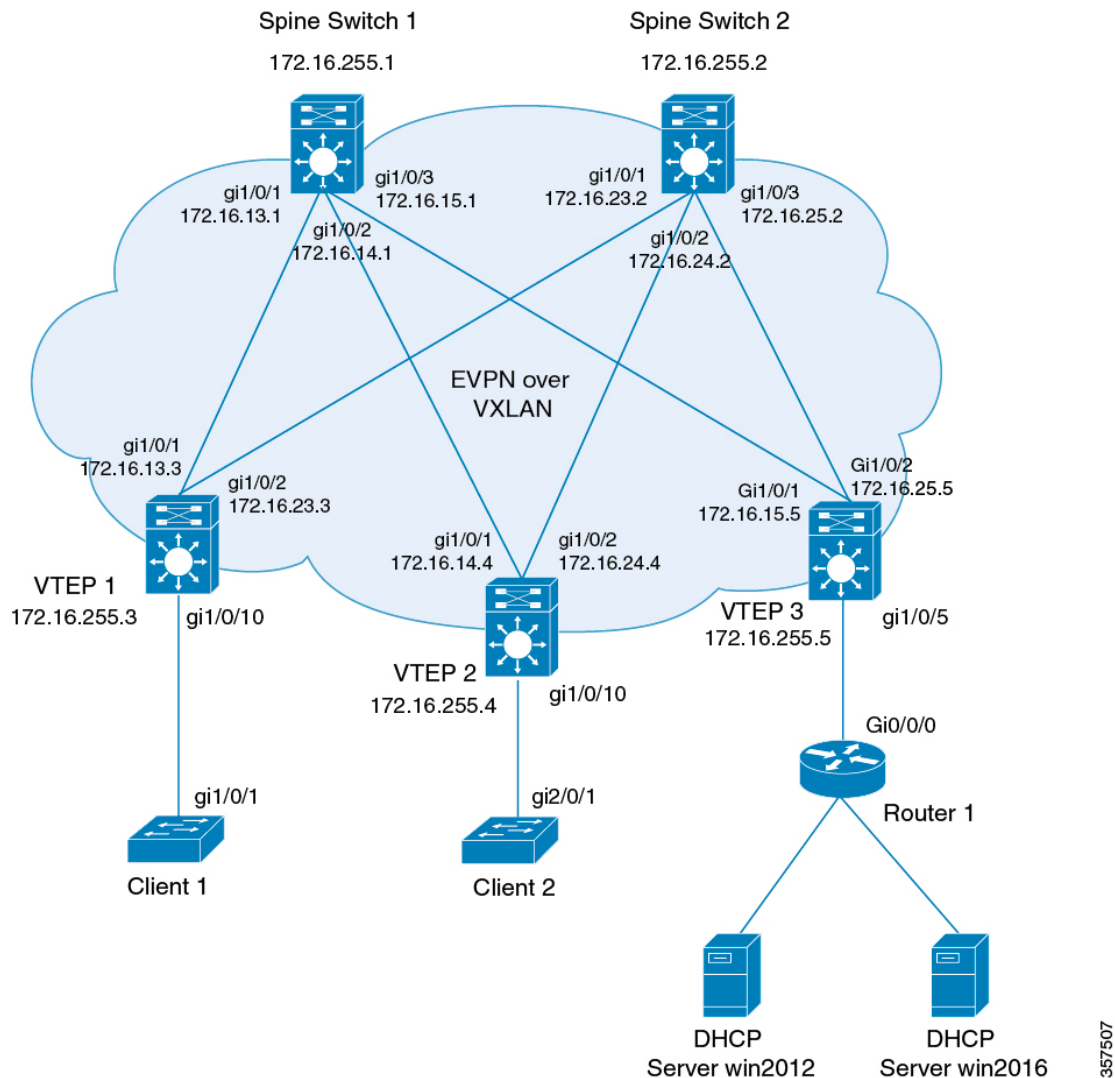 Spine Switch 1
172.16.255.1
Spine Switch 2
172.16.255.2
gi1/0/1
172.16.13.1
gi1/0/3
172.16.15.1
gi1/0/2
172.16.14.1
gi1/0/1
172.16.23.2
gi1/0/3
172.16.25.2
gi1/0/2
172.16.24.2
EVPN over
VXLAN
gi1/0/1
172.16.13.3
gi1/0/2
172.16.23.3
gi1/0/1
172.16.14.4
gi1/0/2
172.16.24.4
Gi1/0/1
172.16.15.5
Gi1/0/2
172.16.25.5
VTEP 1
172.16.255.3
gi1/0/10
VTEP 2
172.16.255.4
gi1/0/10
VTEP 3
172.16.255.5
gi1/0/5
Gi0/0/0
Router 1
gi1/0/1
Client 1
gi2/0/1
Client 2
DHCP
Server win2012
DHCP
Server win2016
357507